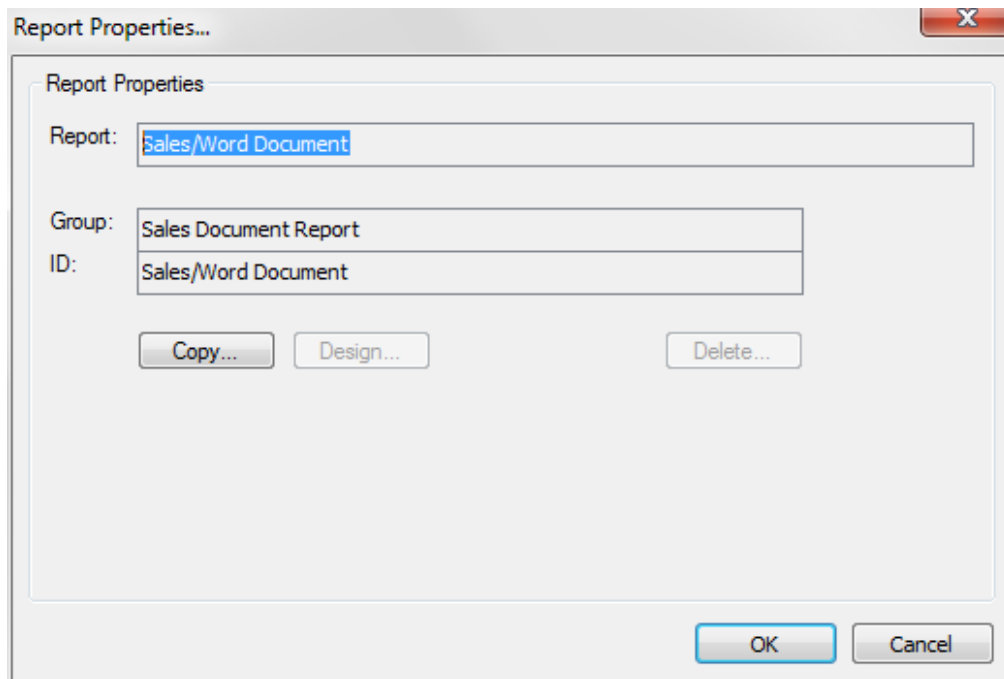 Report Properties...
Report Properties
Report: Sales/Word Document
Group: Sales Document Report
ID: Sales/Word Document
Copy... Design... Delete...
OK Cancel